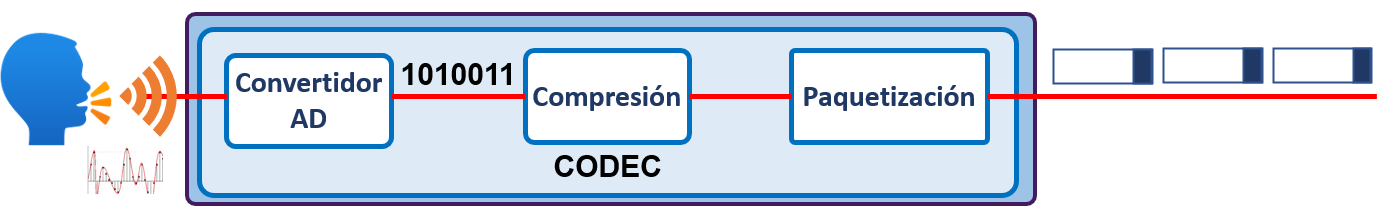 Convertidor
AD
1010011
Compresión
CODEC
Paquetización